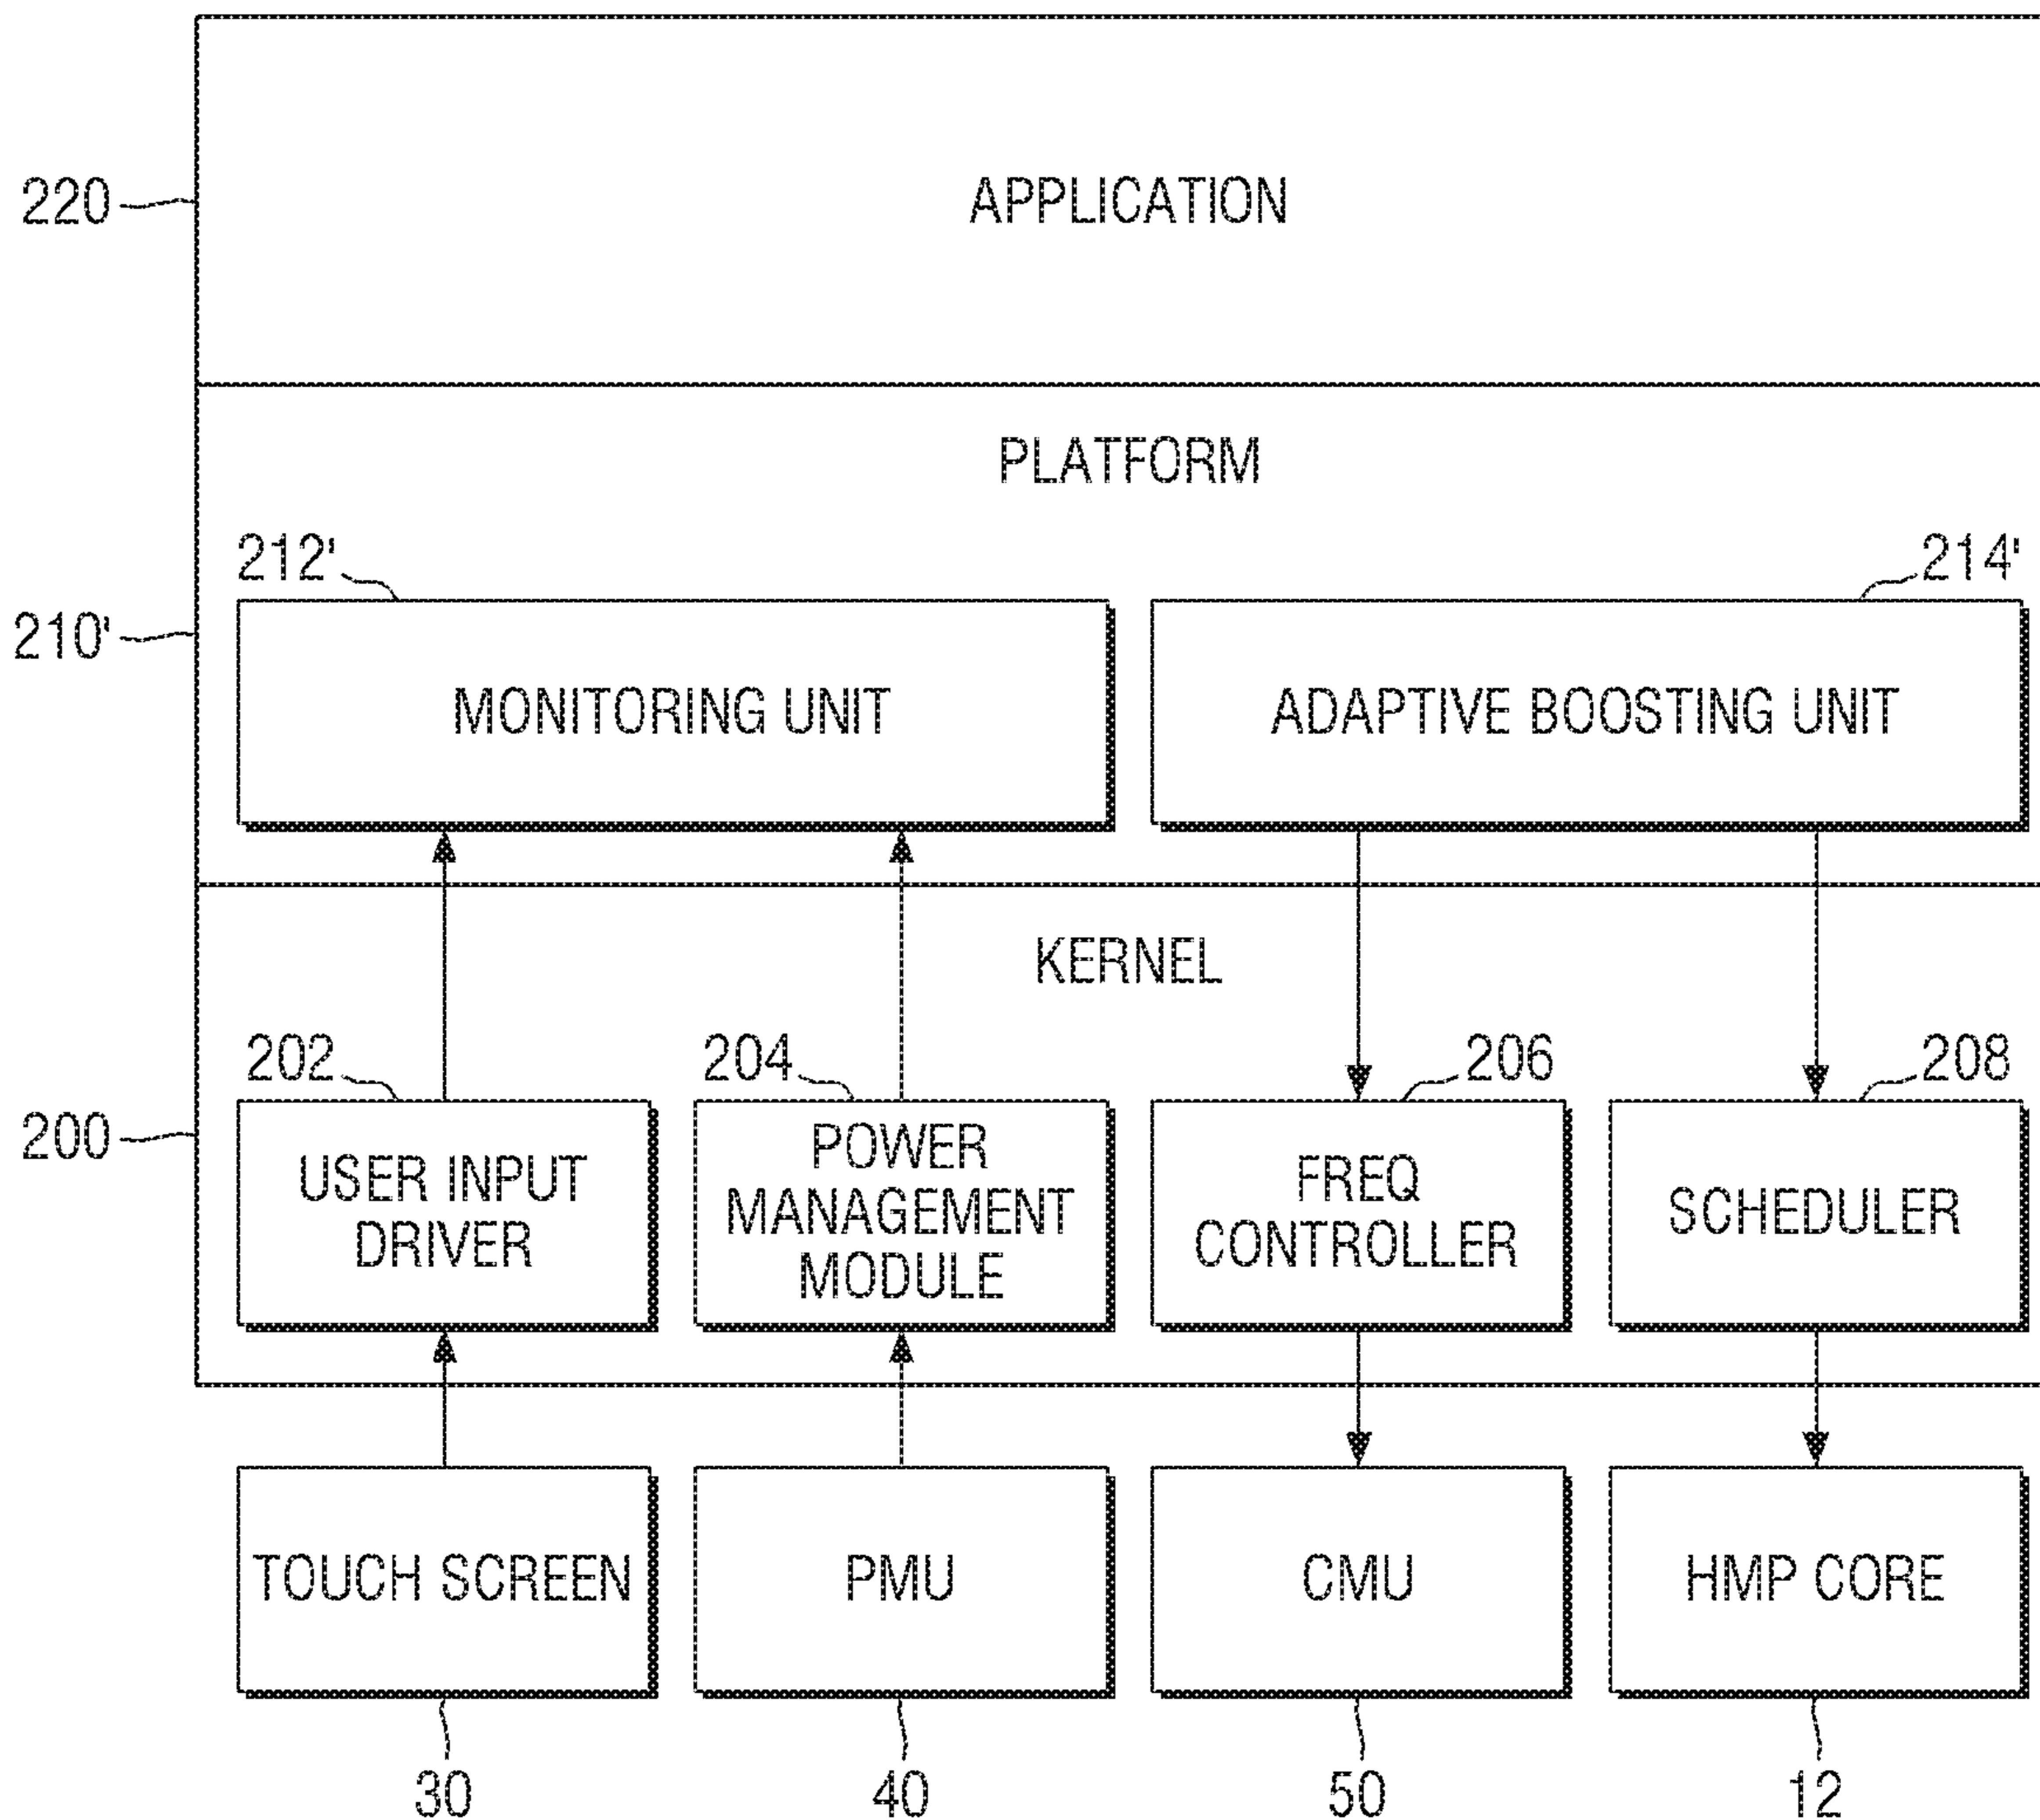 220
APPLICATION
PLATFORM
212'
214'
210'
MONITORING UNIT
ADAPTIVE BOOSTING UNIT
KERNEL
202
204
206
208
200
USER INPUT
DRIVER
POWER
MANAGEMENT
MODULE
FREQ
CONTROLLER
SCHEDULER
TOUCH SCREEN
PMU
CMU
HMP CORE
30
40
50
12